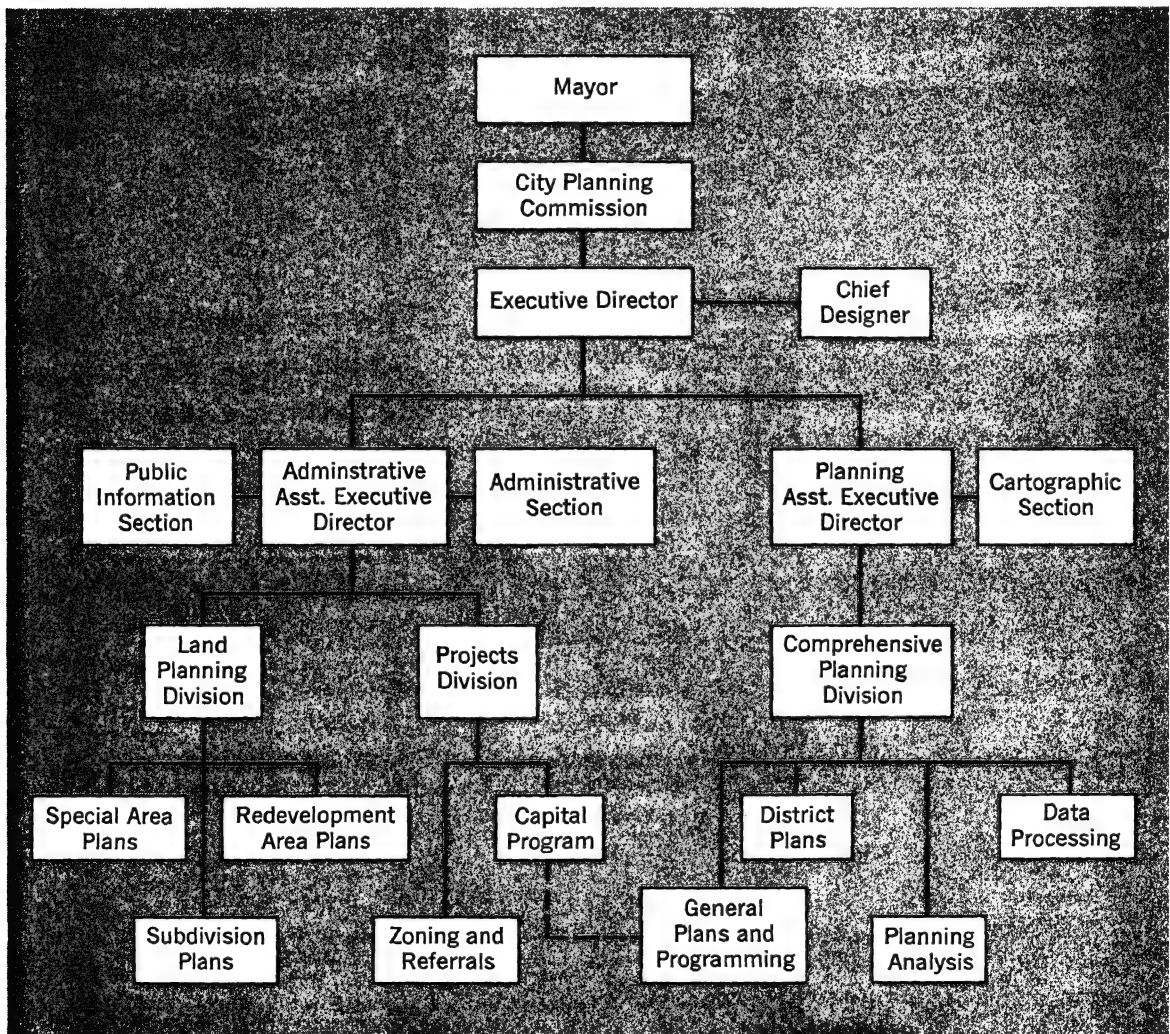 Mayor
City Planning
Commission
Executive Director
Chief
Designer
Public
Information
Section
Adminstrative
Asst. Executive
Director
Administrative
Section
Planning
Asst. Executive
Director
Cartographic
Section
Land
Planning
Division
Projects
Division
Comprehensive
Planning
Division
Special Area
Plans
Redevelopment
Area Plans
Capital
Program
District
Plans
Data
Processing
Subdivision
Plans
Zoning and
Referrals
General
Plans and
Programming
Planning
Analysis